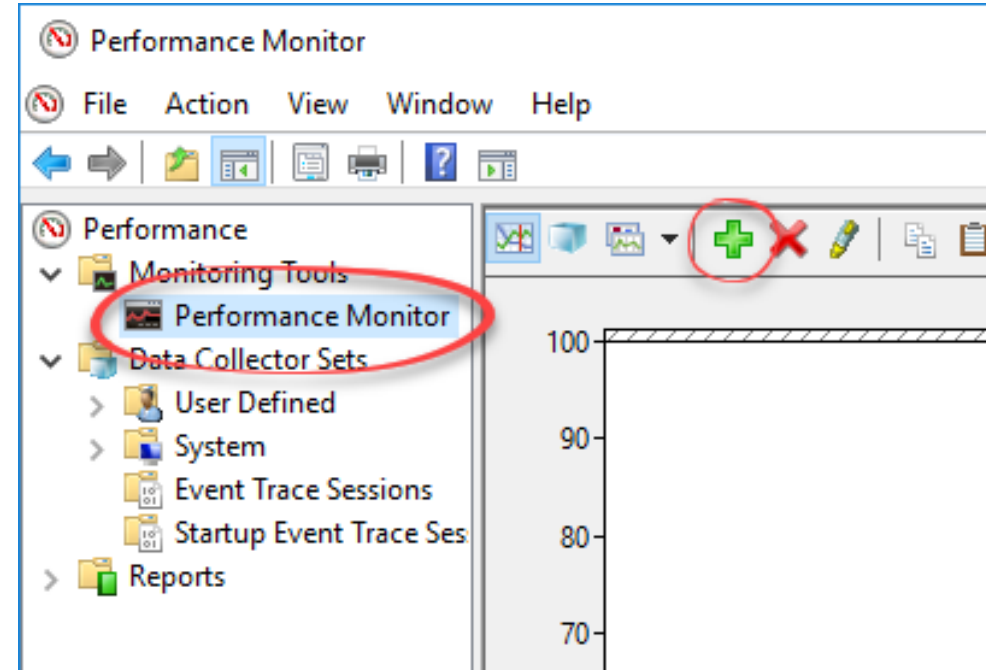 Performance Monitor
File Action View Window Help
Performance
Monitoring Tools
Performance Monitor
Data Collector Sets
User Defined
System
Event Trace Sessions
Startup Event Trace Ses
Reports
100
90
80
70